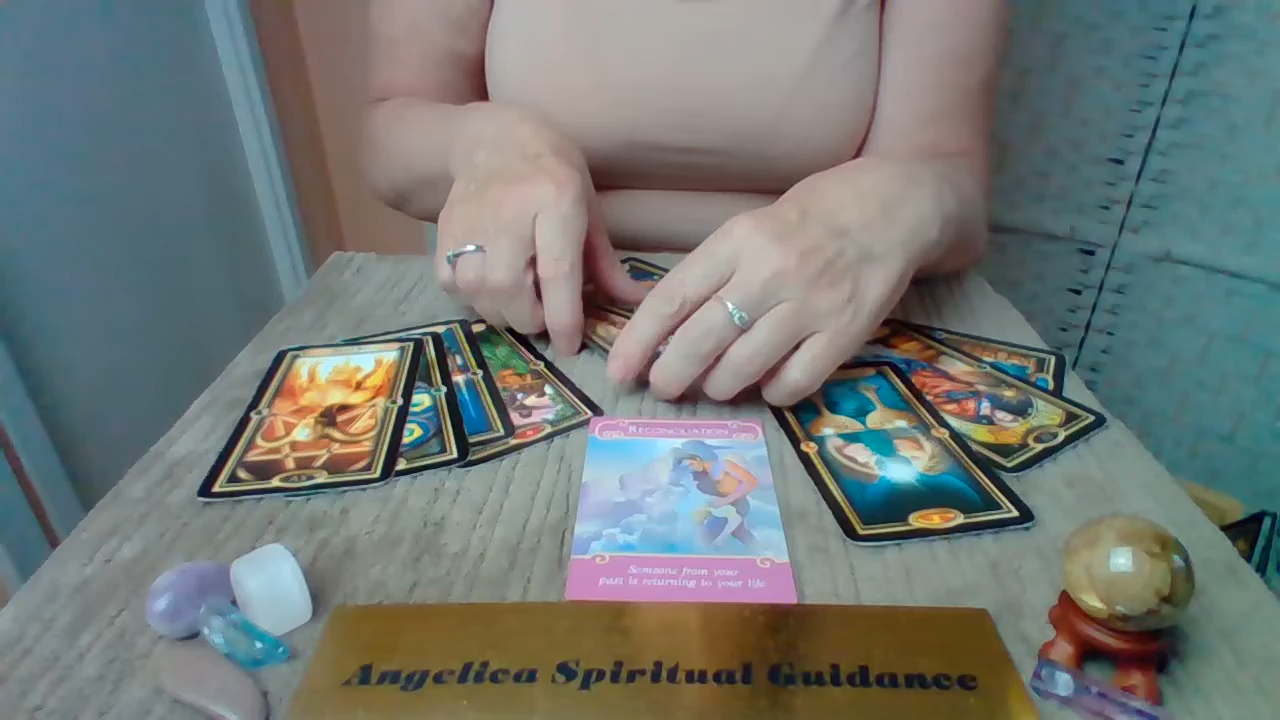 RECONCILIATION
Someone from your
past is returning to your life.
Angelica Spiritual Guidance